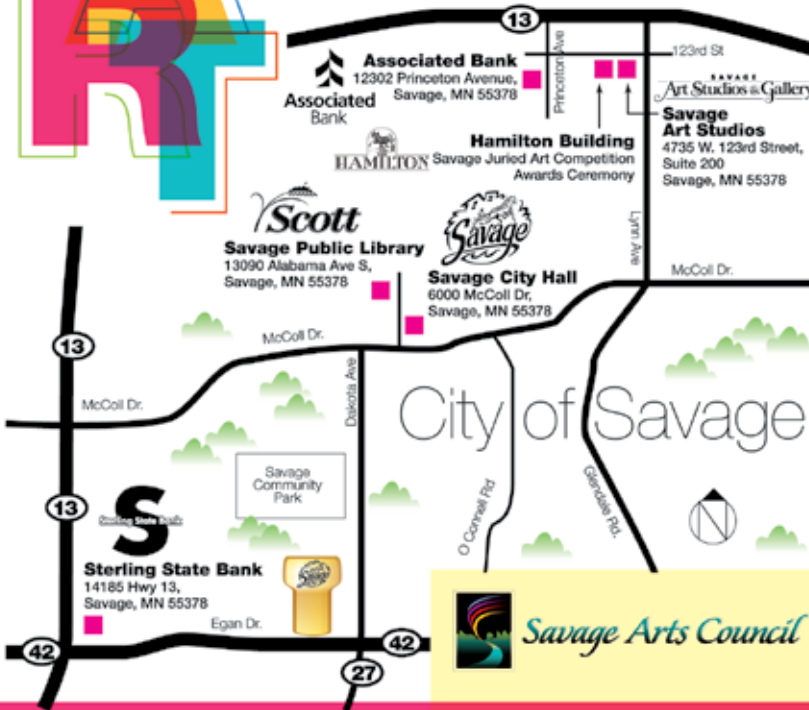 ART
13
Associated Bank
12302 Princeton Avenue,
Savage, MN 55378
Associated
Bank
Princeton Ave
123rd St
SAVAGE
Art Studios & Gallery
Savage
Art Studios
4735 W. 123rd Street,
Suite 200
Savage, MN 55378
HAMILTON
Hamilton Building
Savage Juried Art Competition
Awards Ceremony
Lynn Ave
Scott
Savage Public Library
13090 Alabama Ave S,
Savage, MN 55378
City of
Savage
Savage City Hall
6000 McColl Dr,
Savage, MN 55378
McColl Dr.
13
McColl Dr.
McColl Dr.
Dakota Ave
City of Savage
Savage
Community
Park
O'Connell Rd
Glendale Rd.
N
13
S
Sterling State Bank
Sterling State Bank
14185 Hwy 13,
Savage, MN 55378
Savage
Egan Dr.
42
42
27
Savage Arts Council